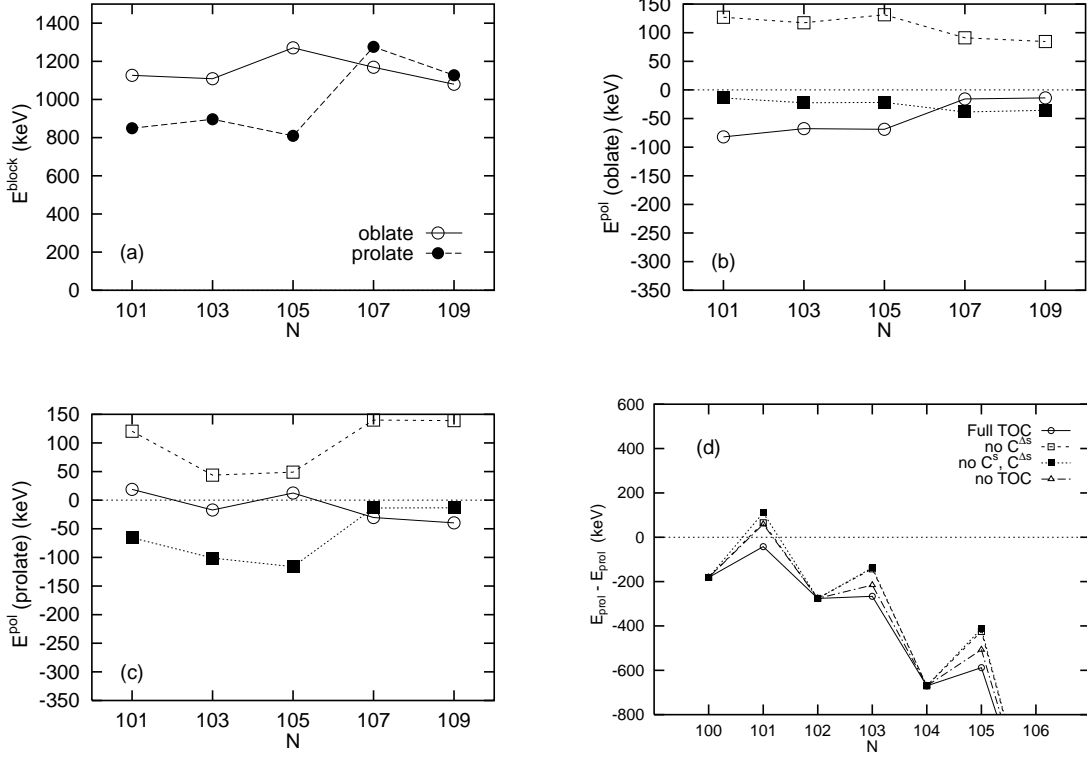 1400
1200
1000
800
600
400
200
0
E^block (keV)
oblate
prolate
(a)
101 103 105 107 109
N
150
100
50
0
-50
-100
-150
-200
-250
-300
-350
E^pol (oblate) (keV)
(b)
101 103 105 107 109
N
150
100
50
0
-50
-100
-150
-200
-250
-300
-350
E^pol (prolate) (keV)
(c)
101 103 105 107 109
N
600
400
200
0
-200
-400
-600
-800
E_prol - E_prol (keV)
(d)
Full TOC
no C^Δs
no C^s, C^Δs
no TOC
100 101 102 103 104 105 106
N